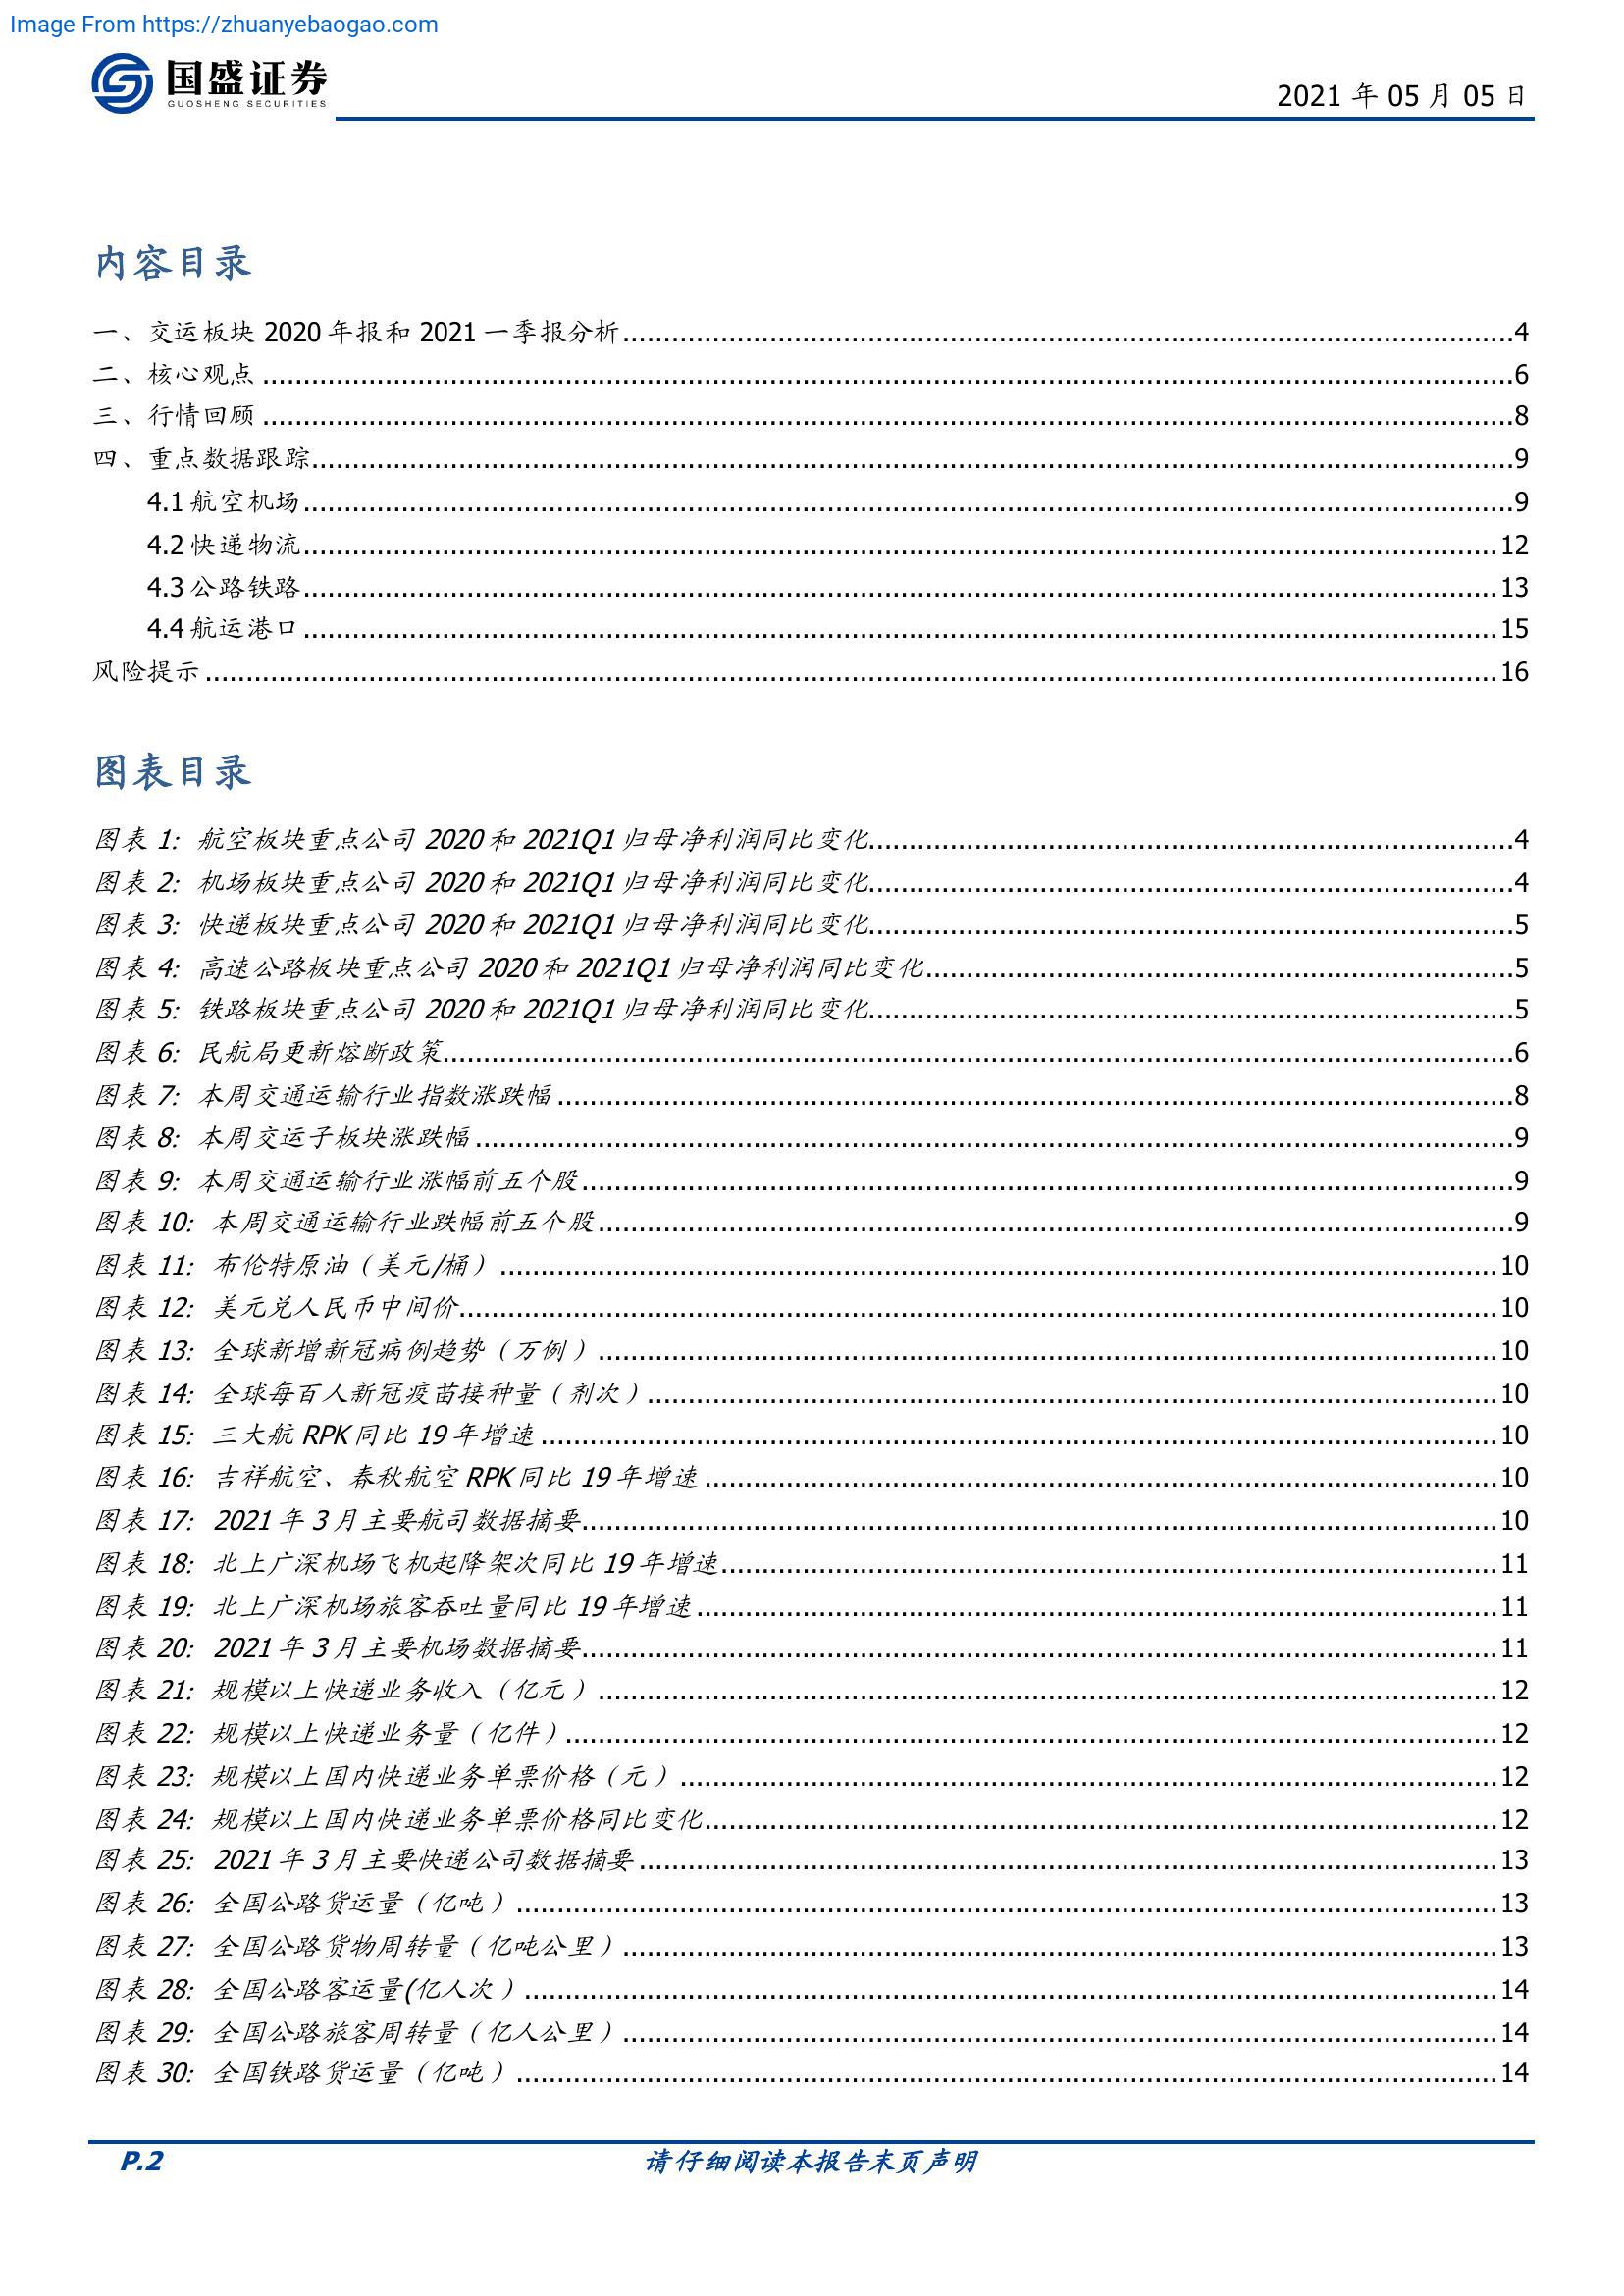 Image From https://zhuanyebaogao.com
国盛证券
GUOSHENG SECURITIES
2021 年 05 月 05 日
内容目录
一、交运板块 2020 年报和 2021 一季报分析 4
二、核心观点 6
三、行情回顾 8
四、重点数据跟踪 9
4.1 航空机场 9
4.2 快递物流 12
4.3 公路铁路 13
4.4 航运港口 15
风险提示 16
图表目录
图表 1: 航空板块重点公司 2020 和 2021Q1 归母净利润同比变化 4
图表 2: 机场板块重点公司 2020 和 2021Q1 归母净利润同比变化 4
图表 3: 快递板块重点公司 2020 和 2021Q1 归母净利润同比变化 5
图表 4: 高速公路板块重点公司 2020 和 2021Q1 归母净利润同比变化 5
图表 5: 铁路板块重点公司 2020 和 2021Q1 归母净利润同比变化 5
图表 6: 民航局更新熔断政策 6
图表 7: 本周交通运输行业指数涨跌幅 8
图表 8: 本周交运子板块涨跌幅 9
图表 9: 本周交通运输行业涨幅前五个股 9
图表 10: 本周交通运输行业跌幅前五个股 9
图表 11: 布伦特原油（美元/桶） 10
图表 12: 美元兑人民币中间价 10
图表 13: 全球新增新冠病例趋势（万例） 10
图表 14: 全球每百人新冠疫苗接种量（剂次） 10
图表 15: 三大航 RPK 同比 19 年增速 10
图表 16: 吉祥航空、春秋航空 RPK 同比 19 年增速 10
图表 17: 2021 年 3 月主要航司数据摘要 10
图表 18: 北上广深机场飞机起降架次同比 19 年增速 11
图表 19: 北上广深机场旅客吞吐量同比 19 年增速 11
图表 20: 2021 年 3 月主要机场数据摘要 11
图表 21: 规模以上快递业务收入（亿元） 12
图表 22: 规模以上快递业务量（亿件） 12
图表 23: 规模以上国内快递业务单票价格（元） 12
图表 24: 规模以上国内快递业务单票价格同比变化 12
图表 25: 2021 年 3 月主要快递公司数据摘要 13
图表 26: 全国公路货运量（亿吨） 13
图表 27: 全国公路货物周转量（亿吨公里） 13
图表 28: 全国公路客运量(亿人次） 14
图表 29: 全国公路旅客周转量（亿人公里） 14
图表 30: 全国铁路货运量（亿吨） 14
P.2
请仔细阅读本报告末页声明